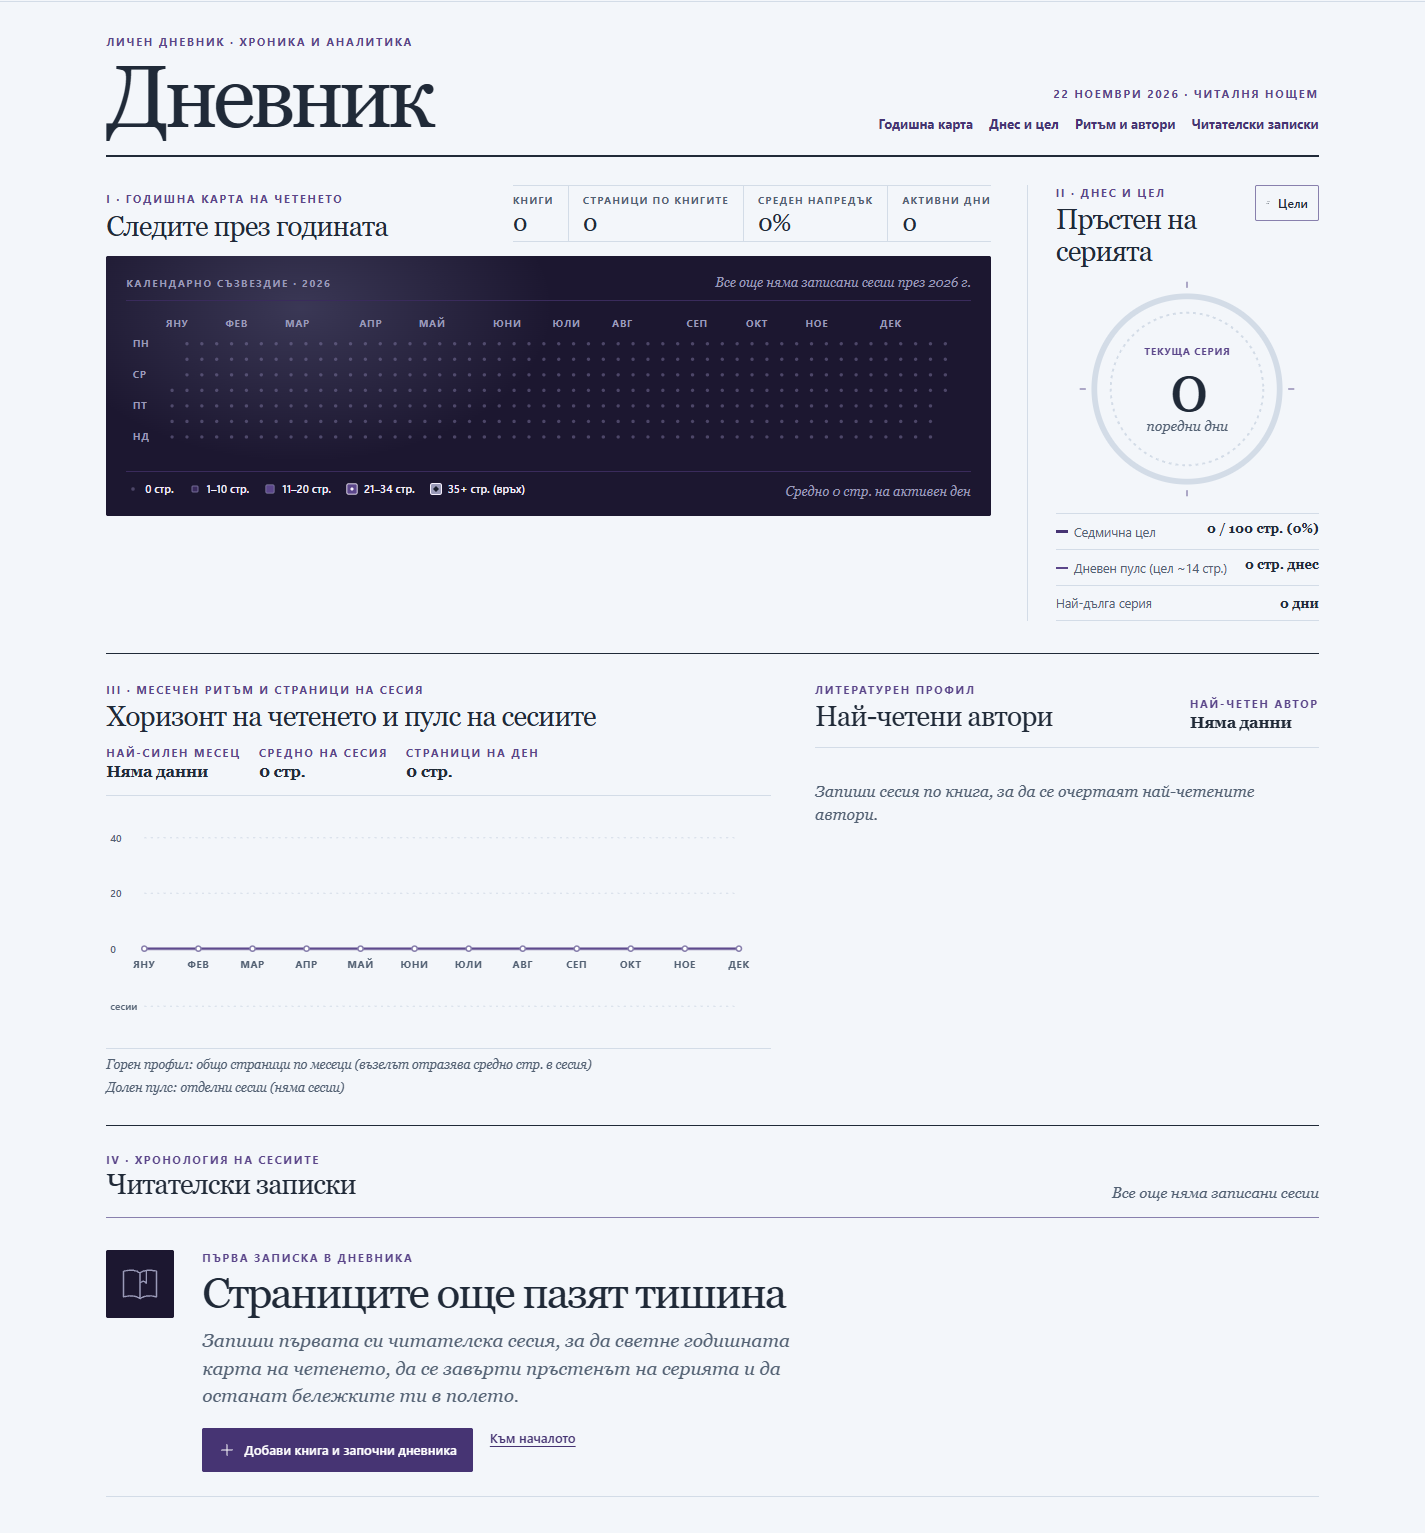 ЛИЧЕН ДНЕВНИК · ХРОНИКА И АНАЛИТИКА
Дневник
22 НОЕМВРИ 2026 · ЧИТАЛНЯ НОЩЕМ
Годишна карта Днес и цел Ритъм и автори Читателски записки
I · ГОДИШНА КАРТА НА ЧЕТЕНЕТО
Следите през годината
КНИГИ СТРАНИЦИ ПО КНИГИТЕ СРЕДЕН НАПРЕДЪК АКТИВНИ ДНИ
0 0 0% 0
КАЛЕНДАРНО СЪЗВЕЗДИЕ · 2026
Все още няма записани сесии през 2026 г.
ЯНУ ФЕВ МАР АПР МАЙ ЮНИ ЮЛИ АВГ СЕП ОКТ НОЕ ДЕК
ПН
СР
ПТ
НД
0 стр. 1–10 стр. 11–20 стр. 21–34 стр. 35+ стр. (връх)
Средно 0 стр. на активен ден
II · ДНЕС И ЦЕЛ
Пръстен на
серията
Цели
ТЕКУЩА СЕРИЯ
0
поредни дни
Седмична цел 0 / 100 стр. (0%)
Дневен пулс (цел ~14 стр.) 0 стр. днес
Най-дълга серия 0 дни
III · МЕСЕЧЕН РИТЪМ И СТРАНИЦИ НА СЕСИЯ
Хоризонт на четенето и пулс на сесиите
НАЙ-СИЛЕН МЕСЕЦ СРЕДНО НА СЕСИЯ СТРАНИЦИ НА ДЕН
Няма данни 0 стр. 0 стр.
40
20
0
ЯНУ ФЕВ МАР АПР МАЙ ЮНИ ЮЛИ АВГ СЕП ОКТ НОЕ ДЕК
сесии
Горен профил: общо страници по месеци (възелът отразява средно стр. в сесия)
Долен пулс: отделни сесии (няма сесии)
ЛИТЕРАТУРЕН ПРОФИЛ
Най-четени автори
НАЙ-ЧЕТЕН АВТОР
Няма данни
Запиши сесия по книга, за да се очертаят най-четените
автори.
IV · ХРОНОЛОГИЯ НА СЕСИИТЕ
Читателски записки
Все още няма записани сесии
ПЪРВА ЗАПИСКА В ДНЕВНИКА
Страниците още пазят тишина
Запиши първата си читателска сесия, за да светне годишната
карта на четенето, да се завърти пръстенът на серията и да
останат бележките ти в полето.
Добави книга и започни дневника
Към началото